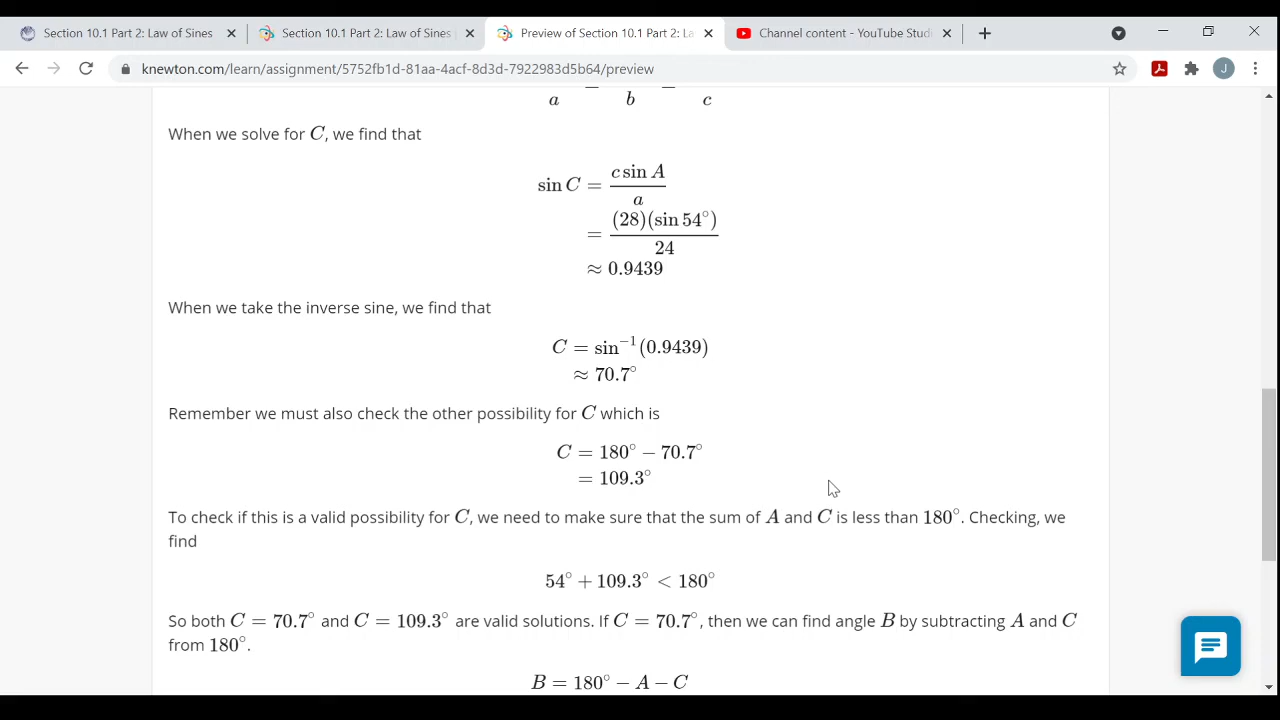 Section 10.1 Part 2: Law of Sines
Section 10.1 Part 2: Law of Sines
Preview of Section 10.1 Part 2: La
Channel content - YouTube Stud
knewton.com/learn/assignment/5752fb1d-81aa-4acf-8d3d-7922983d5b64/preview
J
a = b = c
When we solve for C, we find that
sin C = c sin A / a
= (28)(sin 54°) / 24
≈ 0.9439
When we take the inverse sine, we find that
C = sin⁻¹(0.9439)
≈ 70.7°
Remember we must also check the other possibility for C which is
C = 180° − 70.7°
= 109.3°
To check if this is a valid possibility for C, we need to make sure that the sum of A and C is less than 180°. Checking, we
find
54° + 109.3° < 180°
So both C = 70.7° and C = 109.3° are valid solutions. If C = 70.7°, then we can find angle B by subtracting A and C
from 180°.
B = 180° − A − C